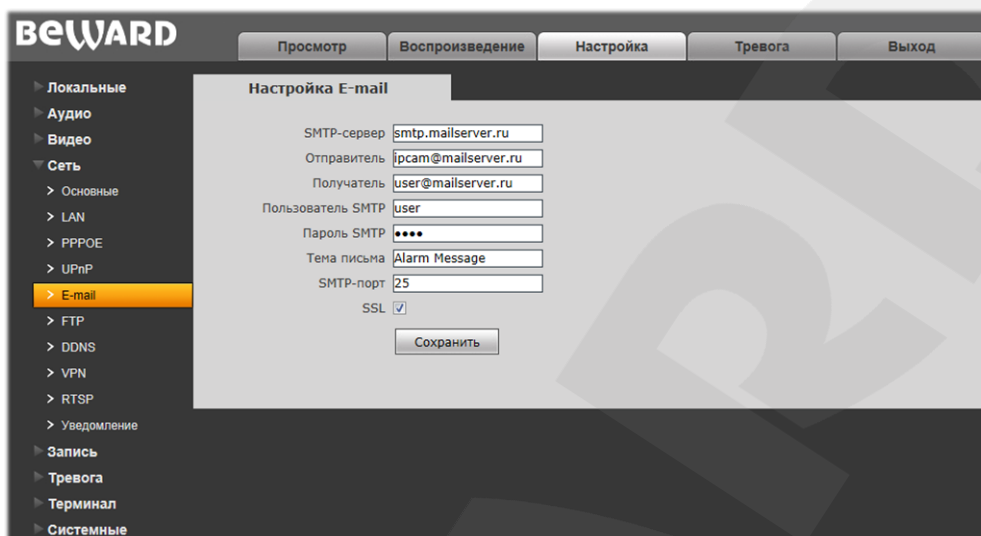 BEWARD
Просмотр
Воспроизведение
Настройка
Тревога
Выход
Локальные
Аудио
Видео
Сеть
Основные
LAN
PPPOE
UPnP
E-mail
FTP
DDNS
VPN
RTSP
Уведомление
Запись
Тревога
Терминал
Системные
Настройка E-mail
SMTP-сервер smtp.mailserver.ru
Отправитель ipcam@mailserver.ru
Получатель user@mailserver.ru
Пользователь SMTP user
Пароль SMTP ••••
Тема письма Alarm Message
SMTP-порт 25
SSL
Сохранить